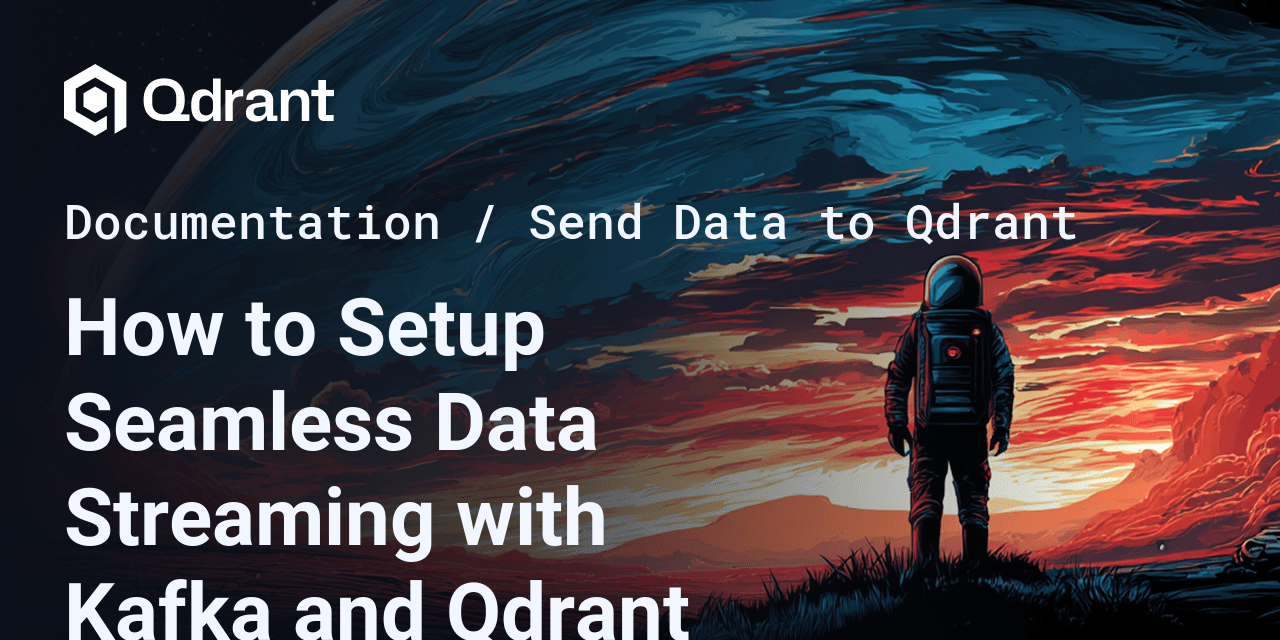 Qdrant
Documentation / Send Data to Qdrant
How to Setup
Seamless Data
Streaming with
Kafka and Qdrant